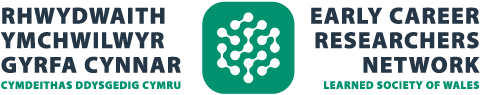 RHWYDWAITH
YMCHWILWYR
GYRFA CYNNAR
CYMDEITHAS DDYSGEDIG CYMRU
EARLY CAREER
RESEARCHERS
NETWORK
LEARNED SOCIETY OF WALES